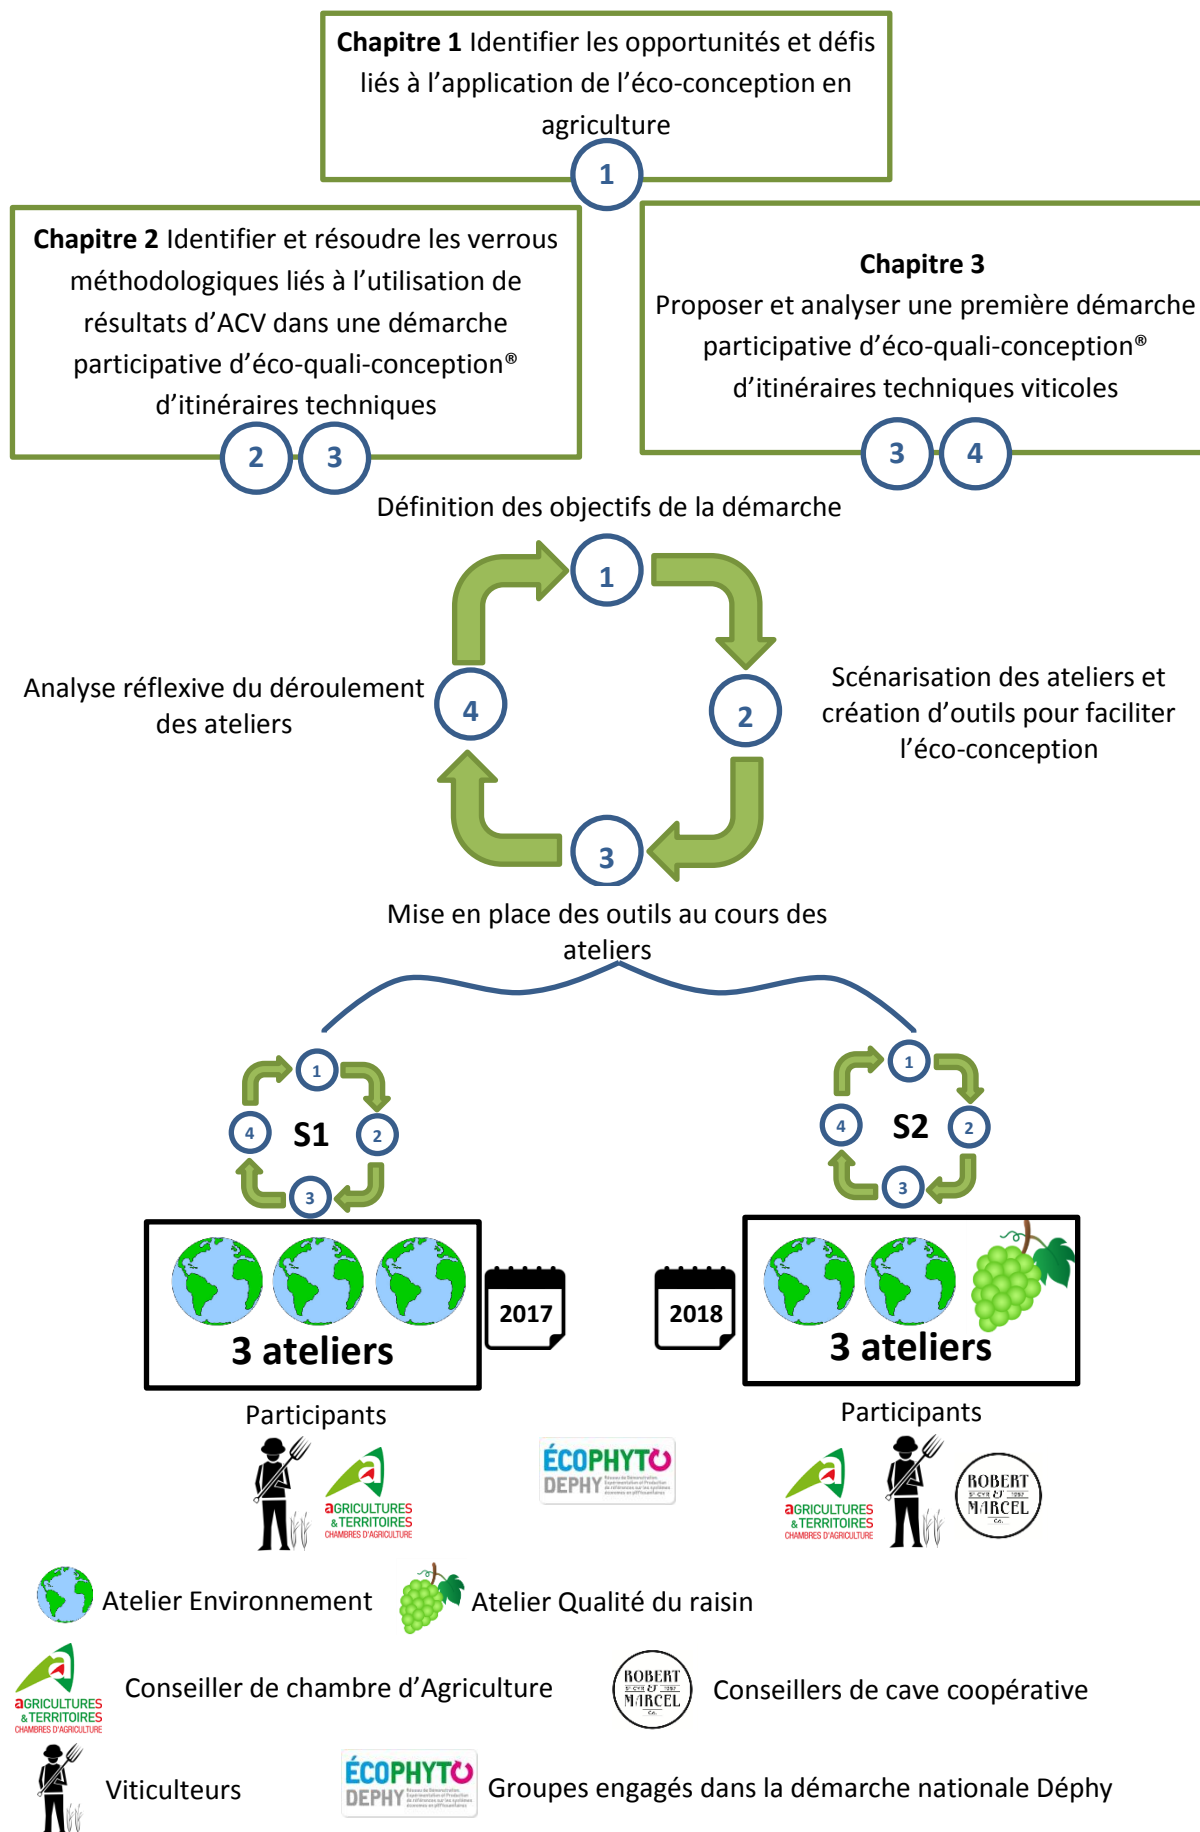 Chapitre 1 Identifier les opportunités et défis
liés à l'application de l'éco-conception en
agriculture
1
Chapitre 2 Identifier et résoudre les verrous
méthodologiques liés à l'utilisation de
résultats d'ACV dans une démarche
participative d'éco-quali-conception®
d'itinéraires techniques
2 3
Chapitre 3
Proposer et analyser une première démarche
participative d'éco-quali-conception®
d'itinéraires techniques viticoles
3 4
Définition des objectifs de la démarche
1
Analyse réflexive du déroulement
des ateliers
4
2
Scénarisation des ateliers et
création d'outils pour faciliter
l'éco-conception
3
Mise en place des outils au cours des
ateliers
1
4 S1 2
3
1
4 S2 2
3
3 ateliers
2017
2018
3 ateliers
Participants
Participants
a
AGRICULTURES
& TERRITOIRES
CHAMBRES D'AGRICULTURE
ÉCOPHYTO
DEPHY
a
AGRICULTURES
& TERRITOIRES
CHAMBRES D'AGRICULTURE
ROBERT
&
MARCEL
Co.
Atelier Environnement
Atelier Qualité du raisin
a
AGRICULTURES
& TERRITOIRES
CHAMBRES D'AGRICULTURE
Conseiller de chambre d'Agriculture
ROBERT
&
MARCEL
Co.
Conseillers de cave coopérative
Viticulteurs
ÉCOPHYTO
DEPHY
Groupes engagés dans la démarche nationale Déphy